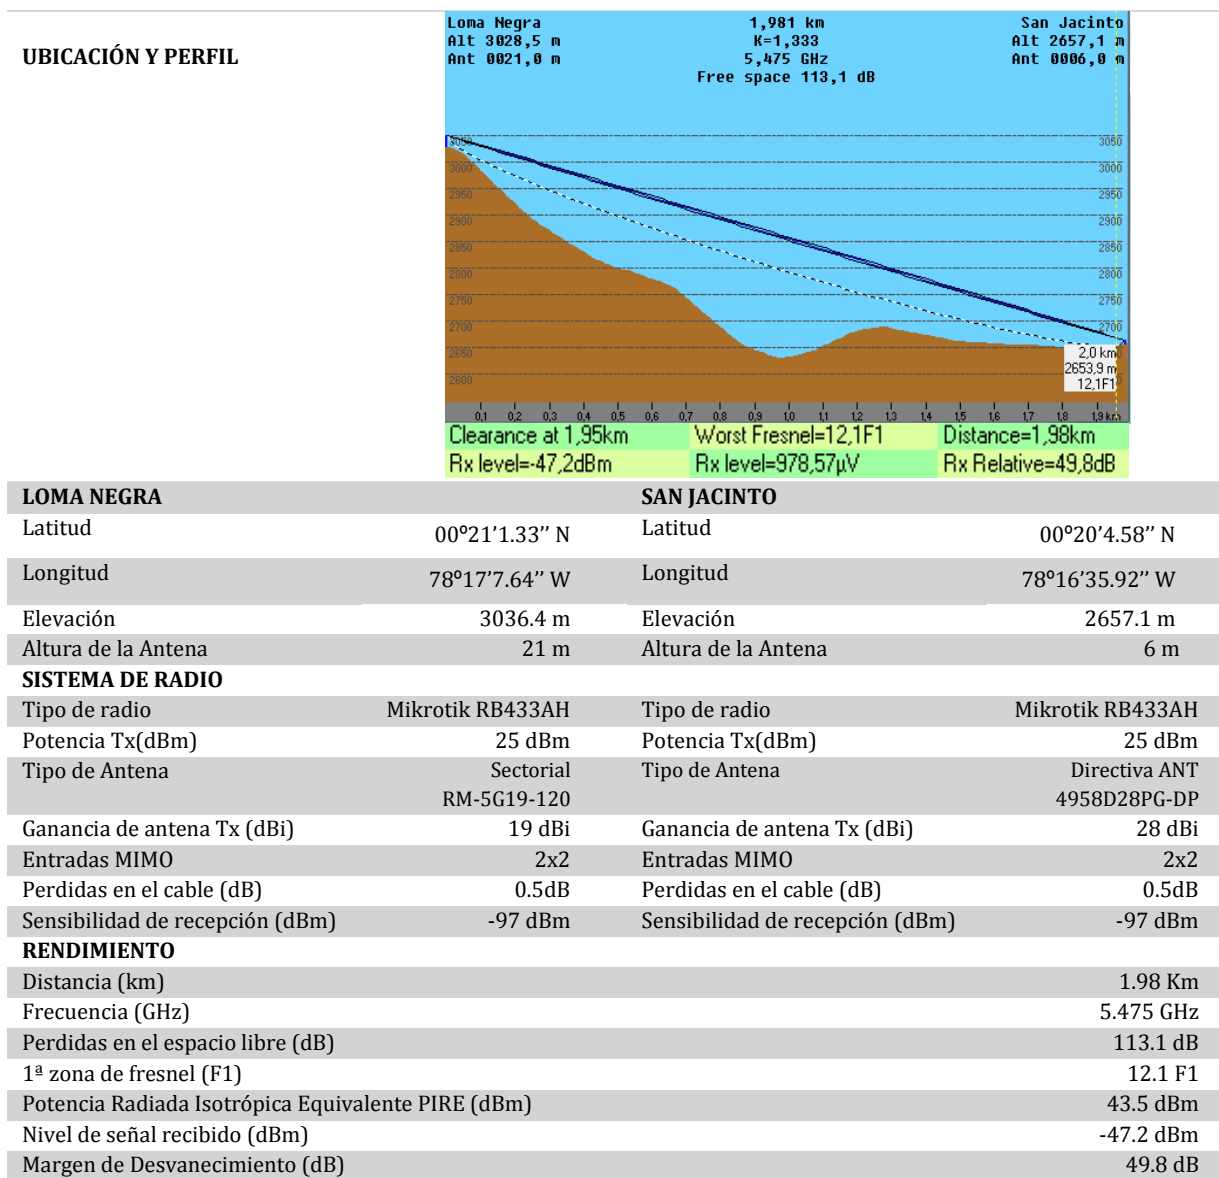 UBICACIÓN Y PERFIL
Loma Negra 1,981 km San Jacinto
Alt 3028,5 m K=1,333 Alt 2657,1 m
Ant 0021,0 m 5,475 GHz Ant 0006,0 m
Free space 113,1 dB
3050 3050
3000 3000
2950 2950
2900 2900
2850 2850
2800 2800
2750 2750
2700 2700
2650
2600
2,0 km
2653,9 m
12,1F1
0,1 0,2 0,3 0,4 0,5 0,6 0,7 0,8 0,9 1,0 1,1 1,2 1,3 1,4 1,5 1,6 1,7 1,8 1,9 km
Clearance at 1,95km Worst Fresnel=12,1F1 Distance=1,98km
Rx level=-47,2dBm Rx level=978,57µV Rx Relative=49,8dB
LOMA NEGRA SAN JACINTO
Latitud 00º21’1.33’’ N Latitud 00º20’4.58’’ N
Longitud 78º17’7.64’’ W Longitud 78º16’35.92’’ W
Elevación 3036.4 m Elevación 2657.1 m
Altura de la Antena 21 m Altura de la Antena 6 m
SISTEMA DE RADIO
Tipo de radio Mikrotik RB433AH Tipo de radio Mikrotik RB433AH
Potencia Tx(dBm) 25 dBm Potencia Tx(dBm) 25 dBm
Tipo de Antena Sectorial Tipo de Antena Directiva ANT
RM-5G19-120 4958D28PG-DP
Ganancia de antena Tx (dBi) 19 dBi Ganancia de antena Tx (dBi) 28 dBi
Entradas MIMO 2x2 Entradas MIMO 2x2
Perdidas en el cable (dB) 0.5dB Perdidas en el cable (dB) 0.5dB
Sensibilidad de recepción (dBm) -97 dBm Sensibilidad de recepción (dBm) -97 dBm
RENDIMIENTO
Distancia (km) 1.98 Km
Frecuencia (GHz) 5.475 GHz
Perdidas en el espacio libre (dB) 113.1 dB
1ª zona de fresnel (F1) 12.1 F1
Potencia Radiada Isotrópica Equivalente PIRE (dBm) 43.5 dBm
Nivel de señal recibido (dBm) -47.2 dBm
Margen de Desvanecimiento (dB) 49.8 dB